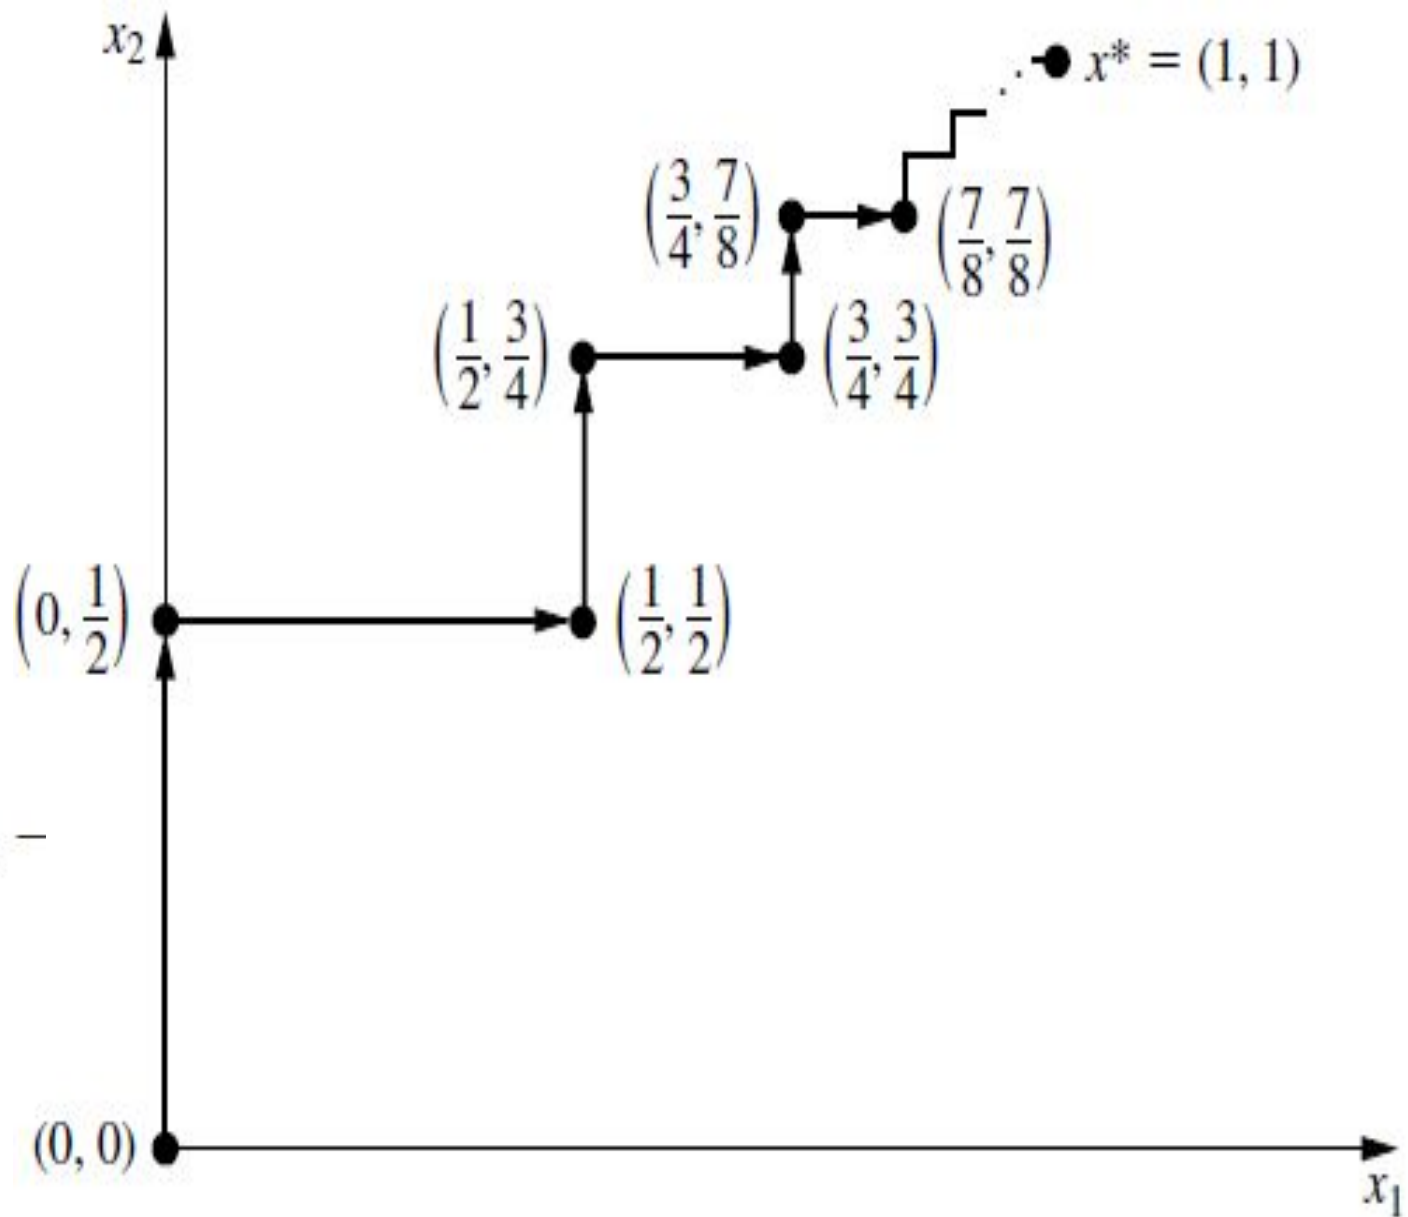 x₂
x* = (1, 1)
(3/4, 7/8)
(7/8, 7/8)
(1/2, 3/4)
(3/4, 3/4)
(0, 1/2)
(1/2, 1/2)
(0, 0)
x₁